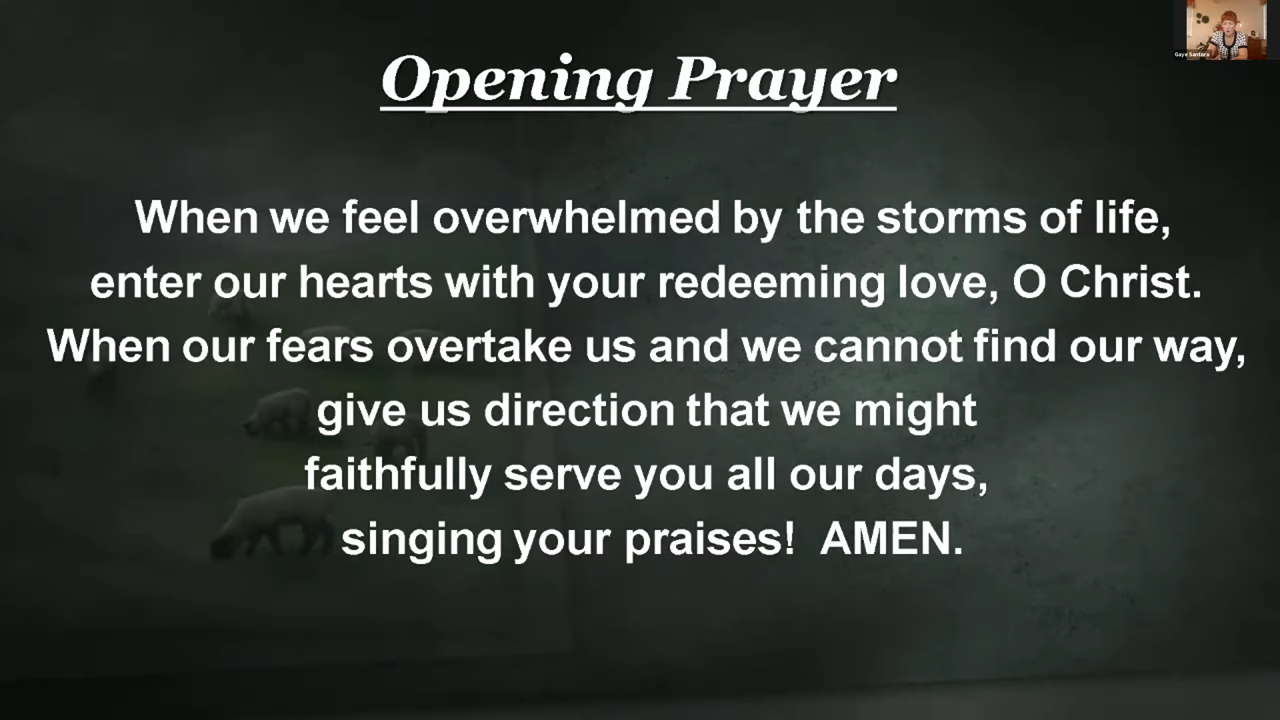 Gaye Santoro
Opening Prayer
When we feel overwhelmed by the storms of life,
enter our hearts with your redeeming love, O Christ.
When our fears overtake us and we cannot find our way,
give us direction that we might
faithfully serve you all our days,
singing your praises!  AMEN.